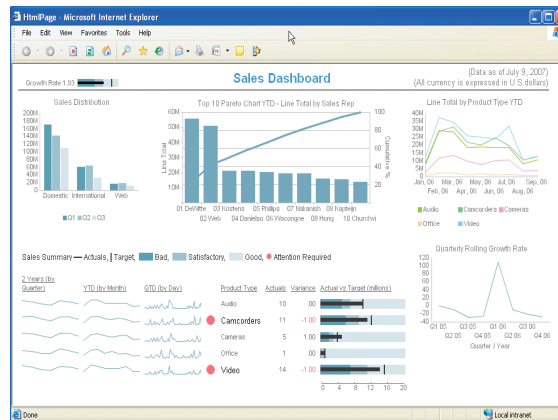 HtmlPage - Microsoft Internet Explorer
File Edit View Favorites Tools Help
Growth Rate 1.93
Sales Dashboard
(Data as of July 9, 2007)
(All currency is expressed in U.S dollars)
Sales Distribution
200M
180M
160M
140M
120M
100M
80M
60M
40M
20M
0M
Domestic International Web
Q1 Q2 Q3
Top 10 Pareto Chart YTD - Line Total by Sales Rep
Line Total
60M
50M
40M
30M
20M
10M
100
80
60
40
20
Cumulative %
01 DeWitte 03 Kristens 05 Phillips 07 Nakanish 09 Kapteijn
02 Web 04 Danielso 06 Wacongne 08 Hong 10 Churchvi
Line Total by Product Type YTD
40M
35M
30M
25M
20M
15M
10M
5M
0M
Jan, 06 Mar, 06 May, 06 Jul, 06 Sep, 06
Feb, 06 Apr, 06 Jun, 06 Aug, 06
Audio Camcorders Cameras
Office Video
Sales Summary Actuals, Target, Bad, Satisfactory, Good, Attention Required
2 Years (by Quarter) YTD (by Month) QTD (by Day) Product Type Actuals Variance Actual vs Target (millions)
Audio 10 .00
Camcorders 11 -1.00
Cameras 5 1.00
Office 1 .00
Video 14 -1.00
0 4 8 12 16 20
Quarterly Rolling Growth Rate
120
100
80
60
40
20
0
-20
-40
Q1 05 Q3 05 Q1 06 Q3 06
Q2 05 Q4 05 Q2 06 Q4 06
Quarter / Year
Done
Local intranet